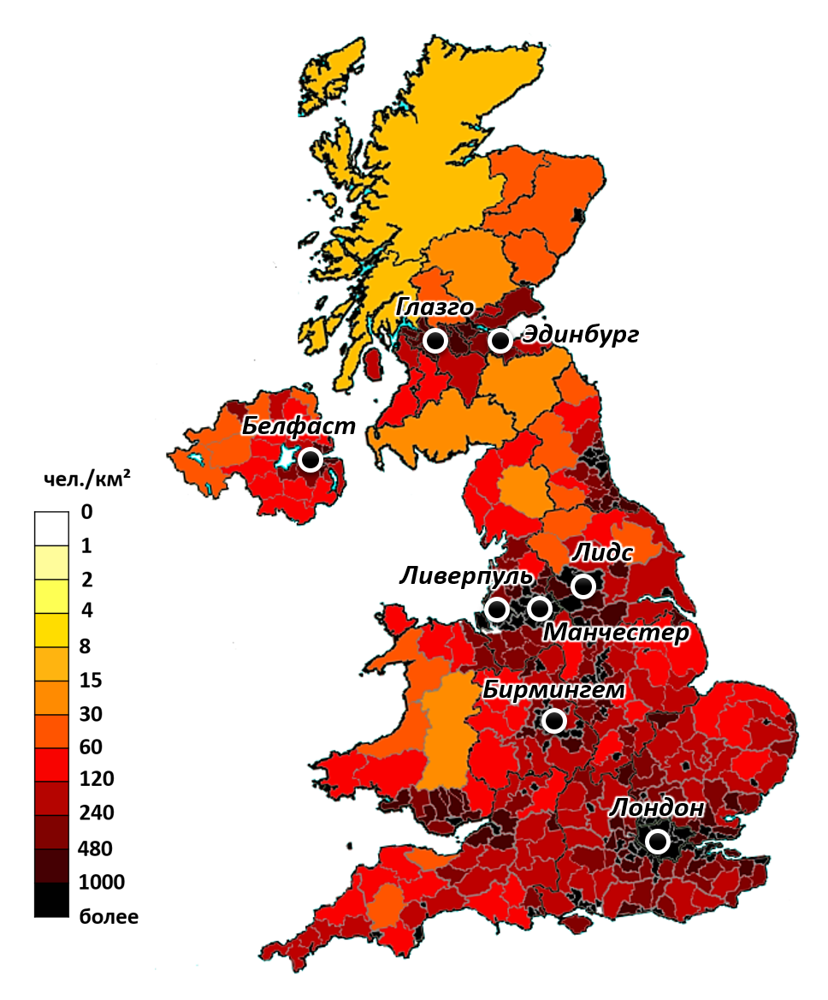 Глазго
Эдинбург
Белфаст
чел./км²
0
1
2
4
8
15
30
60
120
240
480
1000
более
Лидс
Ливерпуль
Манчестер
Бирмингем
Лондон